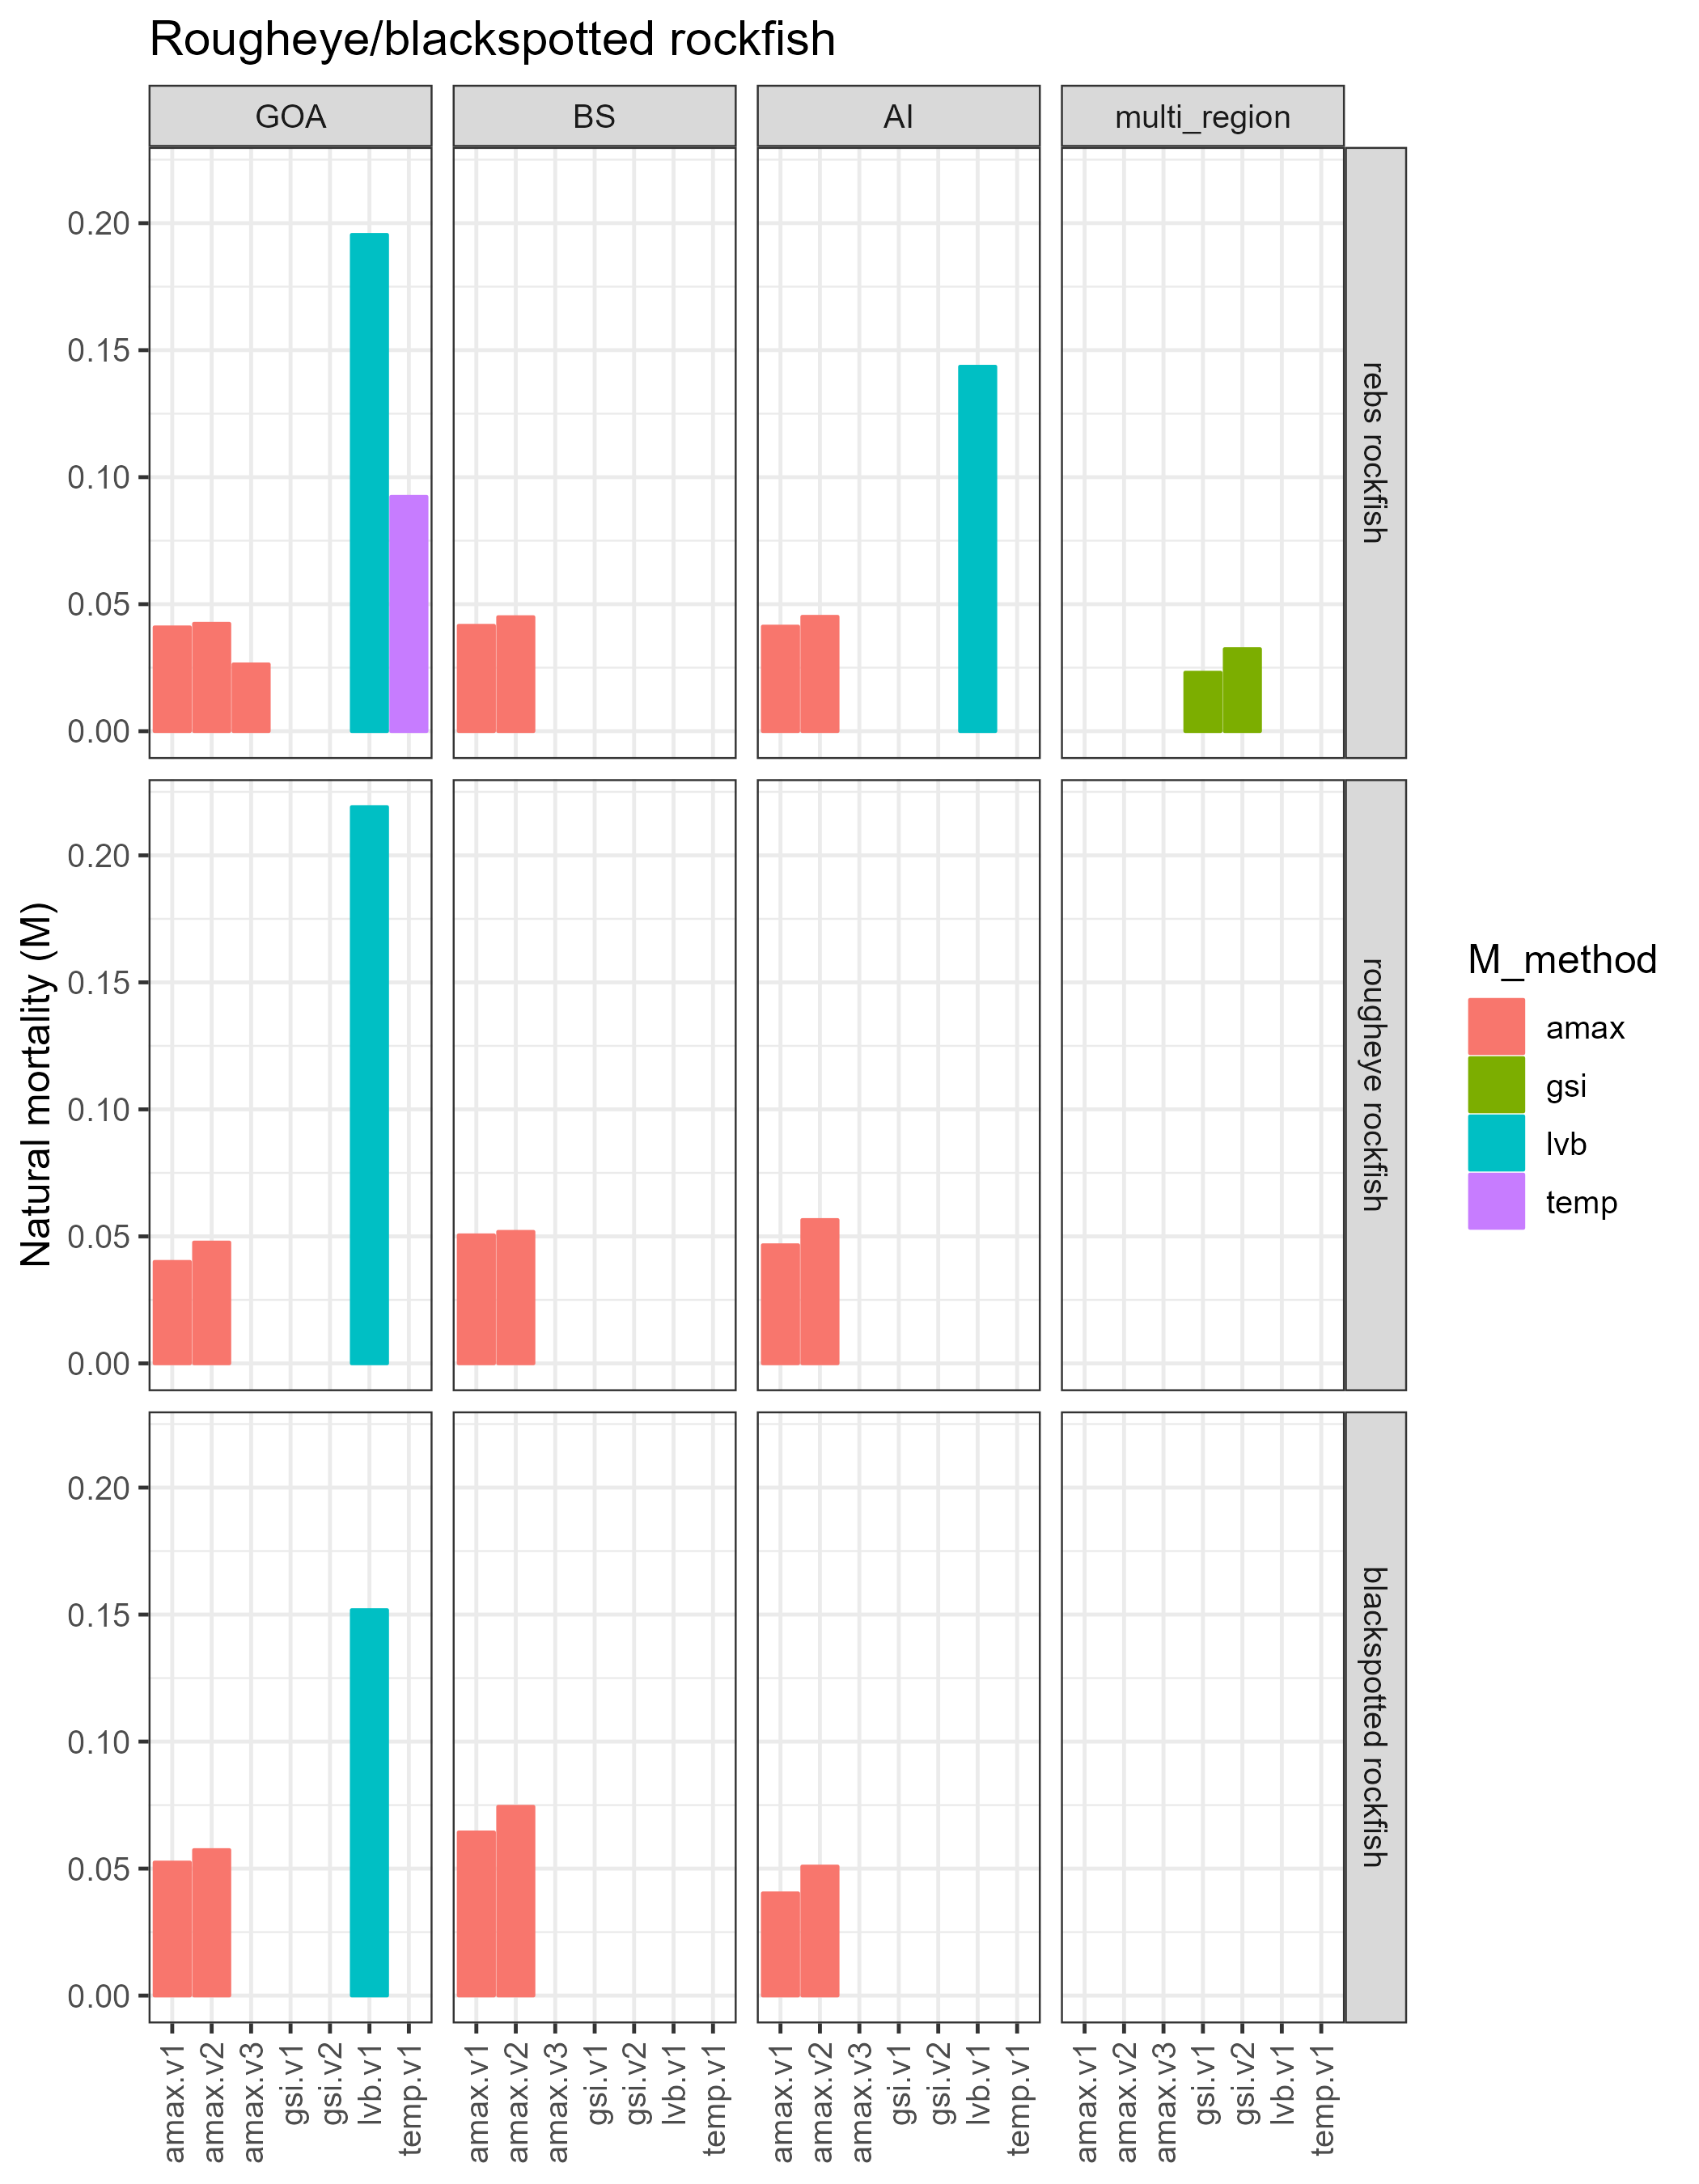 Rougheye/blackspotted rockfish
GOA BS AI multi_region
0.20
0.15
0.10
0.05
0.00
rebs rockfish
0.20
0.15
0.10
0.05
0.00
rougheye rockfish
0.20
0.15
0.10
0.05
0.00
blackspotted rockfish
Natural mortality (M)
amax.v1 amax.v2 amax.v3 gsi.v1 gsi.v2 lvb.v1 temp.v1 amax.v1 amax.v2 amax.v3 gsi.v1 gsi.v2 lvb.v1 temp.v1 amax.v1 amax.v2 amax.v3 gsi.v1 gsi.v2 lvb.v1 temp.v1 amax.v1 amax.v2 amax.v3 gsi.v1 gsi.v2 lvb.v1 temp.v1
M_method
amax
gsi
lvb
temp